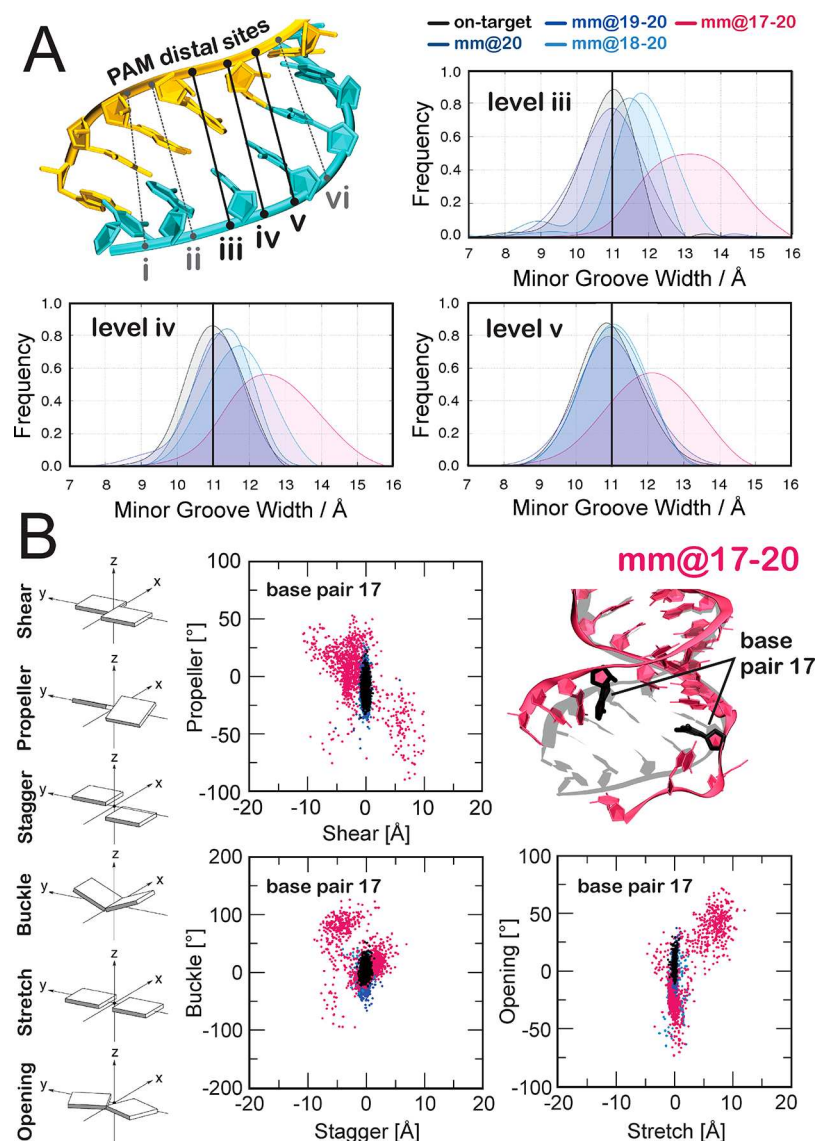 A
PAM distal sites
i
ii
iii
iv
v
vi
on-target
mm@19-20
mm@17-20
mm@20
mm@18-20
level iii
Frequency
1.0
0.8
0.6
0.4
0.2
0.0
7 8 9 10 11 12 13 14 15 16
Minor Groove Width / Å
level iv
Frequency
1.0
0.8
0.6
0.4
0.2
0.0
7 8 9 10 11 12 13 14 15 16
Minor Groove Width / Å
level v
Frequency
1.0
0.8
0.6
0.4
0.2
0.0
7 8 9 10 11 12 13 14 15 16
Minor Groove Width / Å
B
Shear
z
y
x
Propeller
z
y
x
Stagger
z
y
x
Buckle
z
y
x
Stretch
z
y
x
Opening
z
y
x
base pair 17
Propeller [°]
100
50
0
-50
-100
-20 -10 0 10 20
Shear [Å]
mm@17-20
base
pair 17
base pair 17
Buckle [°]
200
100
0
-100
-200
-20 -10 0 10 20
Stagger [Å]
base pair 17
Opening [°]
100
50
0
-50
-100
-20 -10 0 10 20
Stretch [Å]